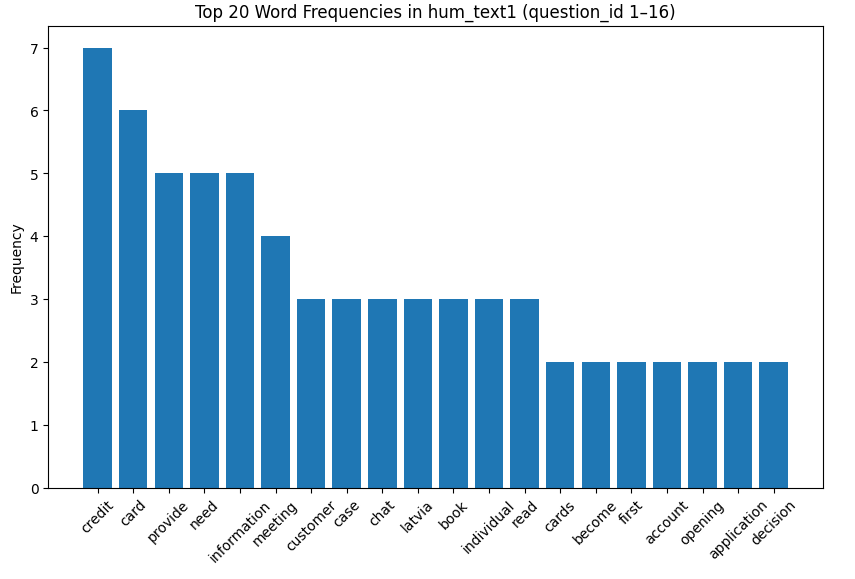 Top 20 Word Frequencies in hum_text1 (question_id 1–16)
Frequency
7
6
5
4
3
2
1
0
credit
card
provide
need
information
meeting
customer
case
chat
latvia
book
individual
read
cards
become
first
account
opening
application
decision